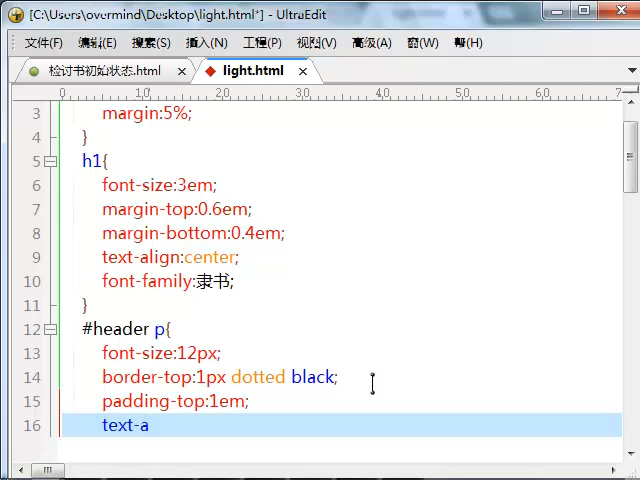 [C:\Users\overmind\Desktop\light.html*] - UltraEdit
文件(F) 编辑(E) 搜索(S) 插入(N) 工程(P) 视图(V) 高级(A) 窗(W) 帮(H)
检讨书初始状态.html light.html
0 1,0 2,0 3,0 4,0 5,0 6,0 7
3 margin:5%;
4 }
5 h1{
6 font-size:3em;
7 margin-top:0.6em;
8 margin-bottom:0.4em;
9 text-align:center;
10 font-family:隶书;
11 }
12 #header p{
13 font-size:12px;
14 border-top:1px dotted black;
15 padding-top:1em;
16 text-a